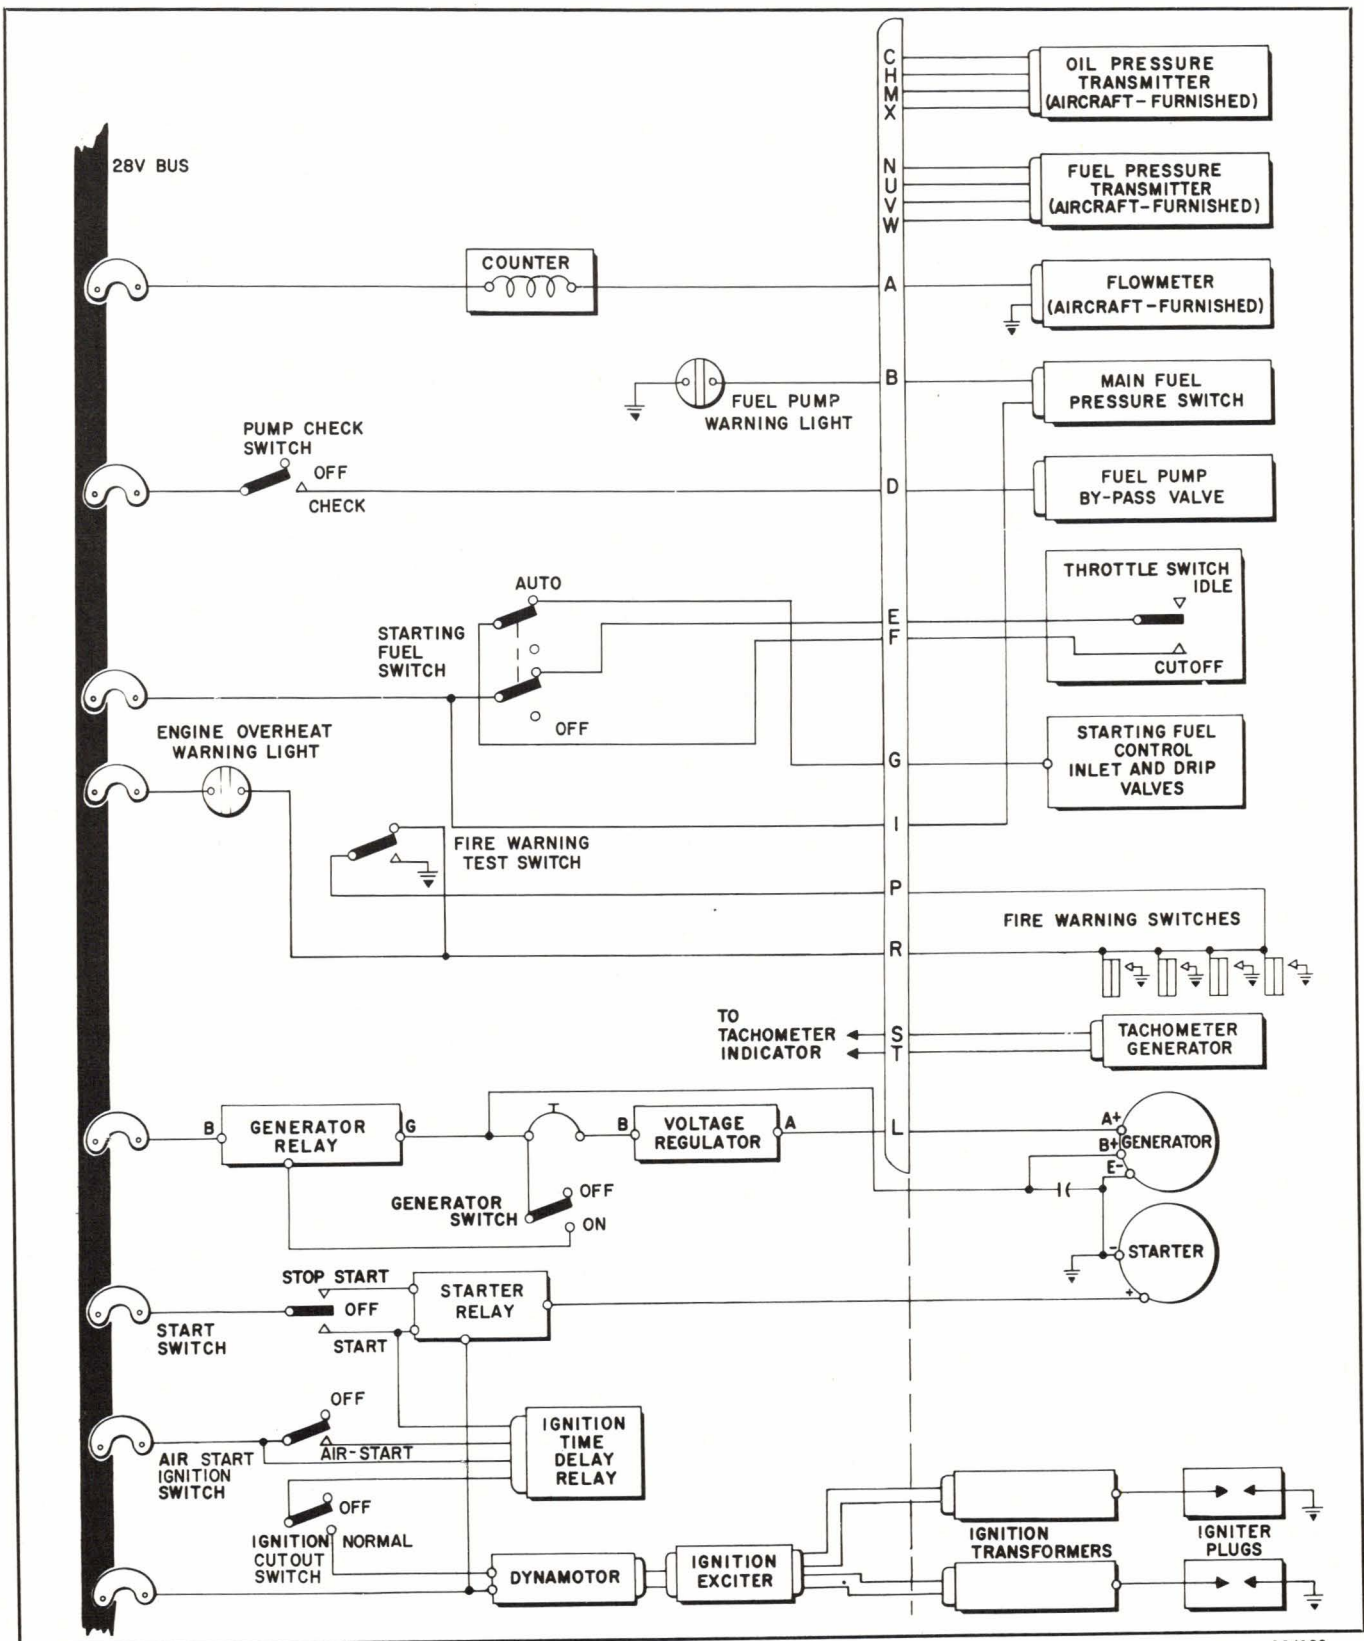 C
H
M
X
OIL PRESSURE
TRANSMITTER
(AIRCRAFT-FURNISHED)
28V BUS
N
U
V
W
FUEL PRESSURE
TRANSMITTER
(AIRCRAFT-FURNISHED)
COUNTER
A
FLOWMETER
(AIRCRAFT-FURNISHED)
FUEL PUMP
WARNING LIGHT
B
MAIN FUEL
PRESSURE SWITCH
PUMP CHECK
SWITCH
OFF
CHECK
D
FUEL PUMP
BY-PASS VALVE
AUTO
STARTING
FUEL
SWITCH
OFF
E
F
THROTTLE SWITCH
IDLE
CUTOFF
ENGINE OVERHEAT
WARNING LIGHT
G
STARTING FUEL
CONTROL
INLET AND DRIP
VALVES
I
FIRE WARNING
TEST SWITCH
P
FIRE WARNING SWITCHES
R
TO
TACHOMETER
INDICATOR
S
T
TACHOMETER
GENERATOR
B
GENERATOR
RELAY
G
B
VOLTAGE
REGULATOR
A
L
A+
B+
E-
GENERATOR
GENERATOR
SWITCH
OFF
ON
-
STARTER
+
STOP START
OFF
START
START
SWITCH
STARTER
RELAY
OFF
AIR-START
AIR START
IGNITION
SWITCH
IGNITION
TIME
DELAY
RELAY
OFF
IGNITION NORMAL
CUTOUT
SWITCH
DYNAMOTOR
IGNITION
EXCITER
IGNITION
TRANSFORMERS
IGNITER
PLUGS